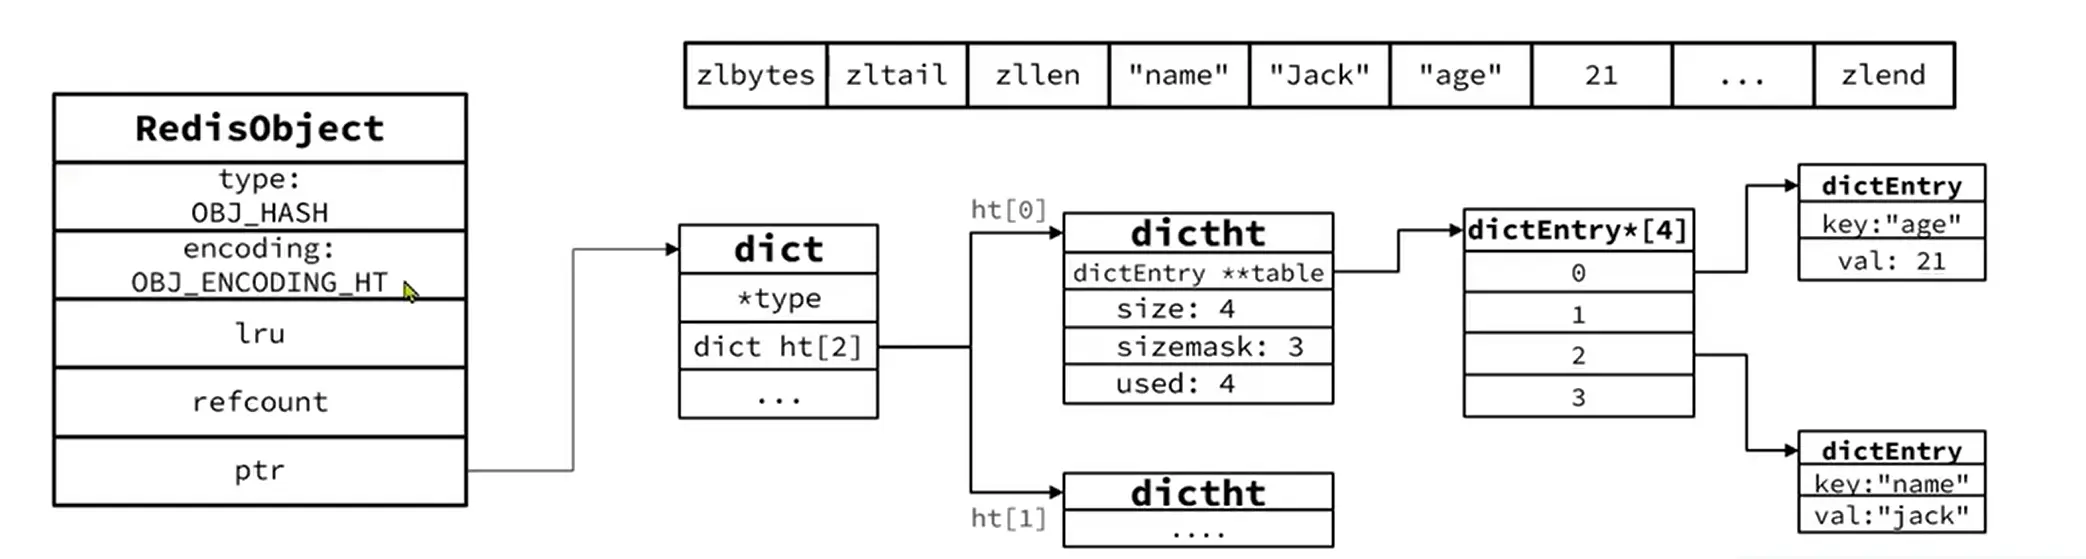 zlbytes zltail zllen "name" "Jack" "age" 21 ... zlend
RedisObject
type:
OBJ_HASH
encoding:
OBJ_ENCODING_HT
lru
refcount
ptr
dict
*type
dict ht[2]
...
ht[0]
dictht
dictEntry **table
size: 4
sizemask: 3
used: 4
ht[1]
dictht
....
dictEntry*[4]
0
1
2
3
dictEntry
key:"age"
val: 21
dictEntry
key:"name"
val:"jack"